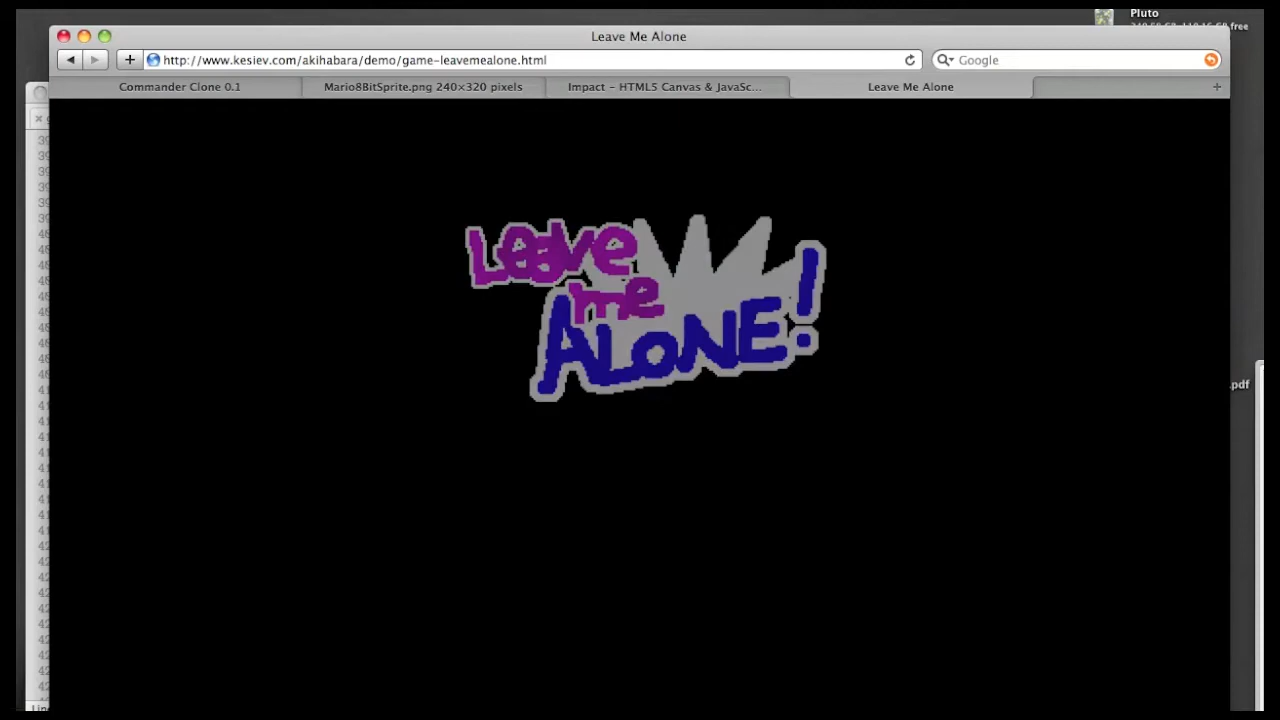 Pluto
Leave Me Alone
http://www.kesiev.com/akihabara/demo/game-leavemealone.html
Google
Commander Clone 0.1
Mario8BitSprite.png 240×320 pixels
Impact – HTML5 Canvas & JavaSc...
Leave Me Alone
Leave
me
ALONE!
.pdf